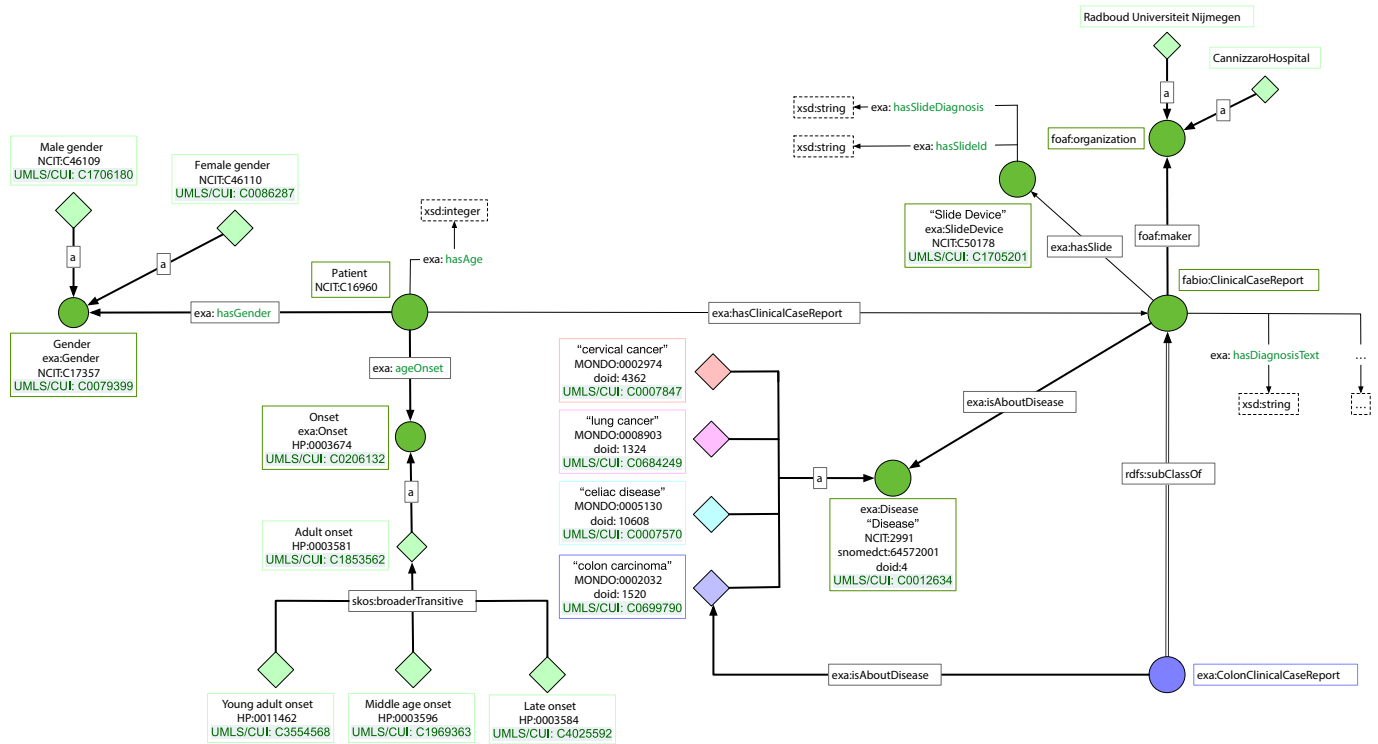 Radboud Universiteit Nijmegen
CannizzaroHospital
a
a
foaf:organization
xsd:string
exa: hasSlideDiagnosis
xsd:string
exa: hasSlideId
Male gender
NCIT:C46109
UMLS/CUI: C1706180
Female gender
NCIT:C46110
UMLS/CUI: C0086287
a
a
xsd:integer
exa: hasAge
"Slide Device"
exa:SlideDevice
NCIT:C50178
UMLS/CUI: C1705201
exa:hasSlide
foaf:maker
fabio:ClinicalCaseReport
Patient
NCIT:C16960
exa: hasGender
exa:hasClinicalCaseReport
Gender
exa:Gender
NCIT:C17357
UMLS/CUI: C0079399
exa: ageOnset
exa: hasDiagnosisText
...
xsd:string
...
"cervical cancer"
MONDO:0002974
doid: 4362
UMLS/CUI: C0007847
exa:isAboutDisease
Onset
exa:Onset
HP:0003674
UMLS/CUI: C0206132
"lung cancer"
MONDO:0008903
doid: 1324
UMLS/CUI: C0684249
a
a
rdfs:subClassOf
"celiac disease"
MONDO:0005130
doid: 10608
UMLS/CUI: C0007570
exa:Disease
"Disease"
NCIT:2991
snomedct:64572001
doid:4
UMLS/CUI: C0012634
Adult onset
HP:0003581
UMLS/CUI: C1853562
"colon carcinoma"
MONDO:0002032
doid: 1520
UMLS/CUI: C0699790
skos:broaderTransitive
exa:isAboutDisease
exa:ColonClinicalCaseReport
Young adult onset
HP:0011462
UMLS/CUI: C3554568
Middle age onset
HP:0003596
UMLS/CUI: C1969363
Late onset
HP:0003584
UMLS/CUI: C4025592